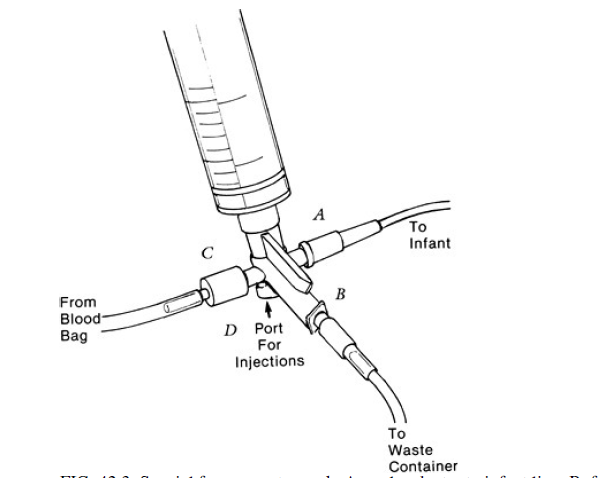 A
To
Infant
C
B
From
Blood
Bag
D
Port
For
Injections
To
Waste
Container